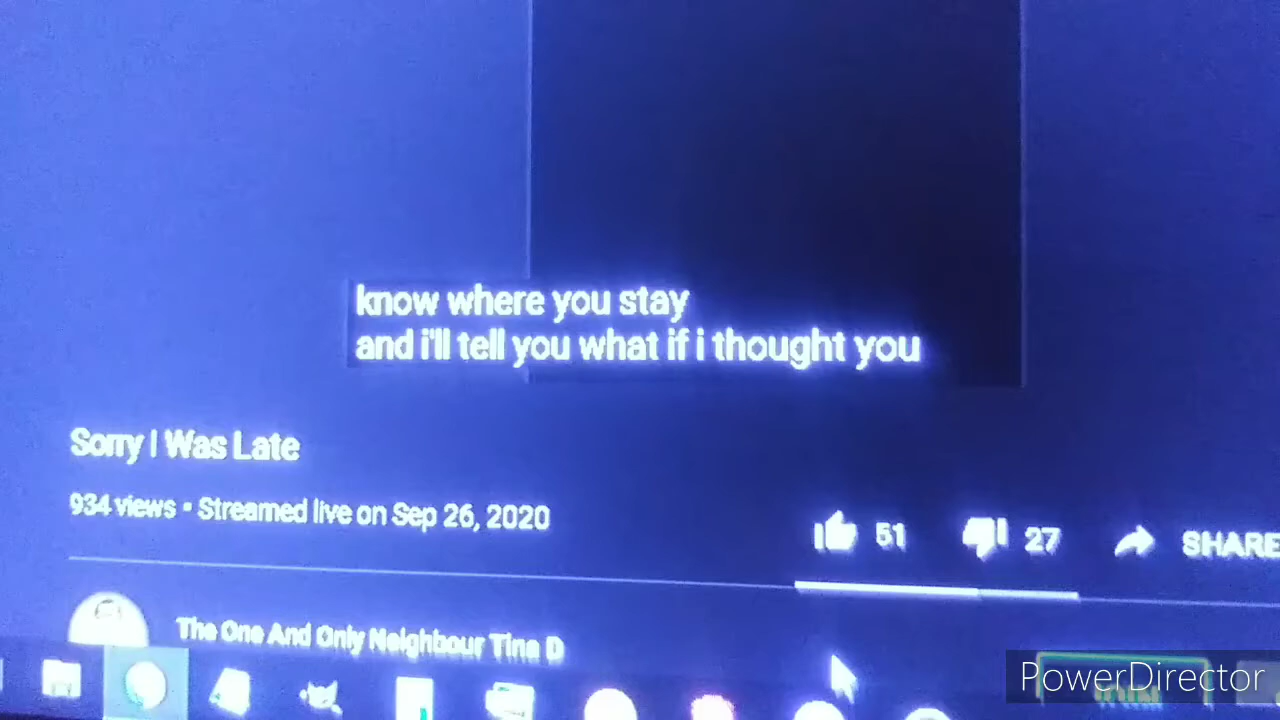 know where you stay
and i'll tell you what if i thought you
Sorry I Was Late
934 views • Streamed live on Sep 26, 2020
51 27 SHARE
The One And Only Neighbour Tina D
PowerDirector